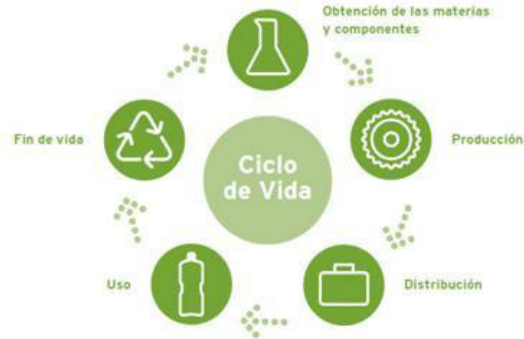 Obtención de las materias
y componentes
Producción
Distribución
Uso
Fin de vida
Ciclo
de Vida